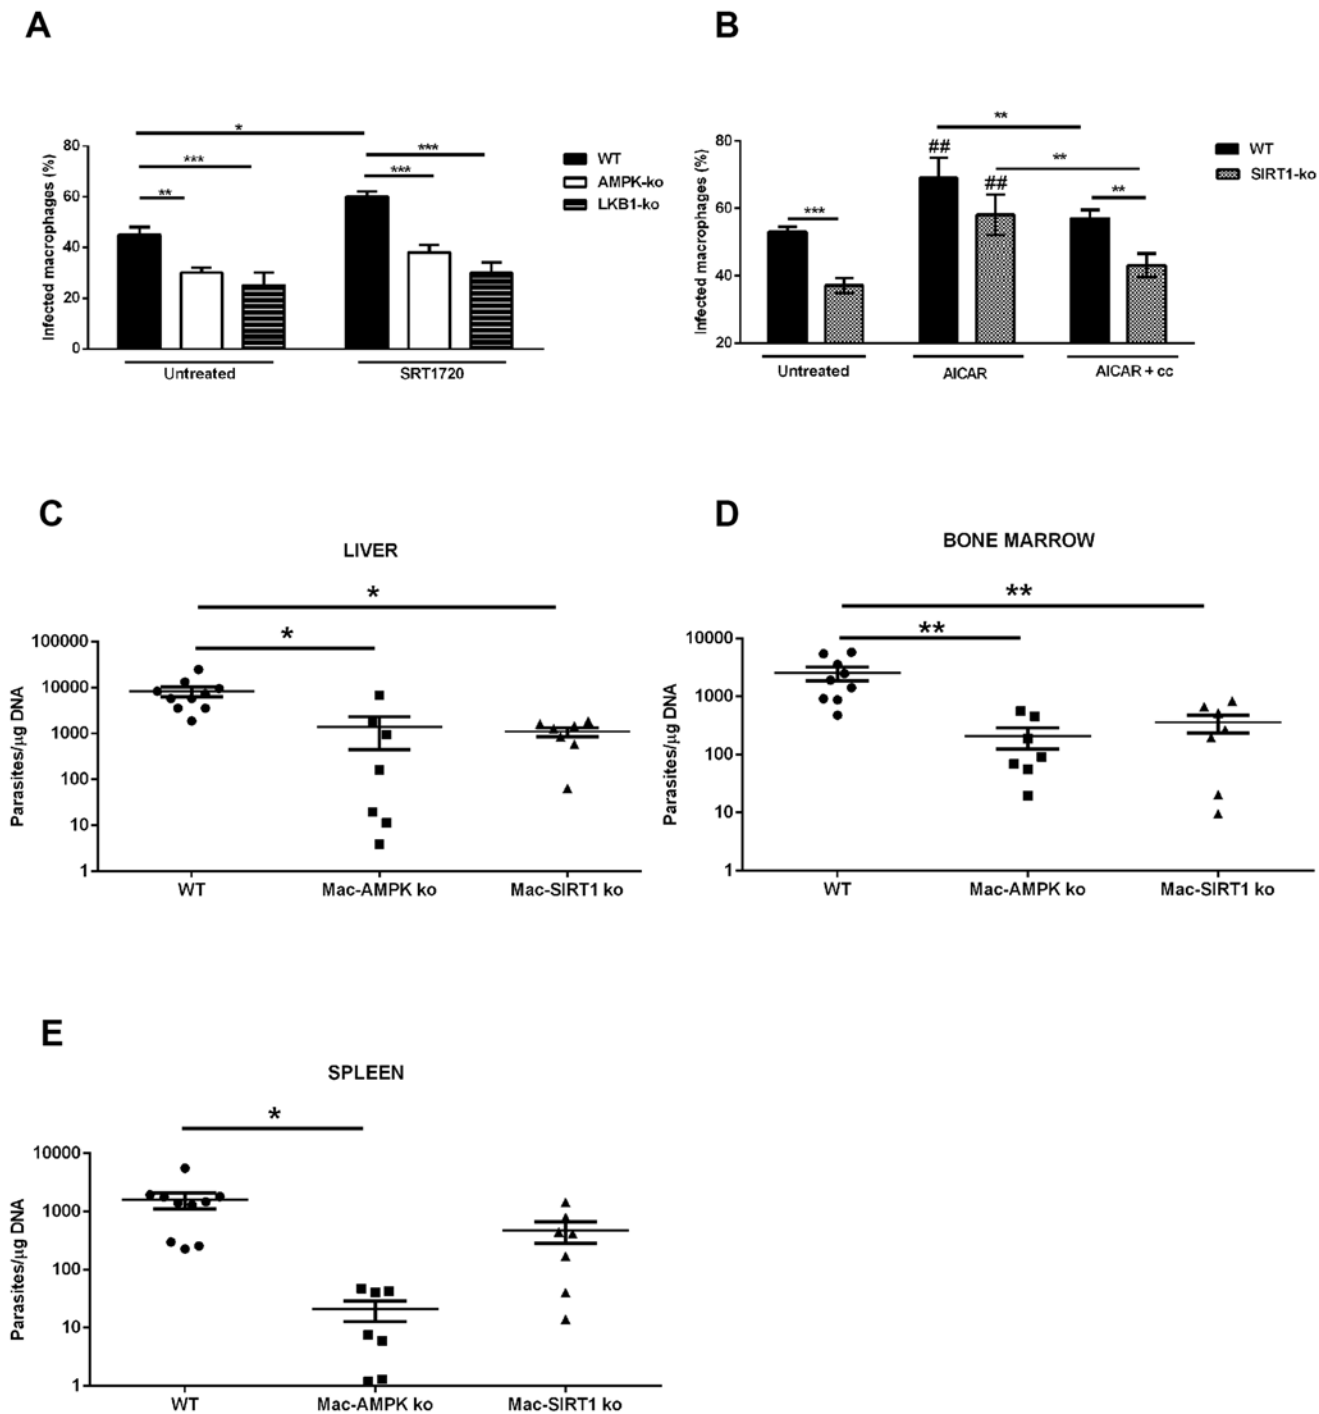 A
B
*
***
**
***
***
Infected macrophages (%)
80
60
40
20
0
WT
AMPK-ko
LKB1-ko
Untreated
SRT1720
**
##
**
##
***
**
Infected macrophages (%)
80
60
40
20
WT
SIRT1-ko
Untreated
AICAR
AICAR + cc
C
LIVER
*
*
Parasites/µg DNA
100000
10000
1000
100
10
1
WT
Mac-AMPK ko
Mac-SIRT1 ko
D
BONE MARROW
**
**
Parasites/µg DNA
10000
1000
100
10
1
WT
Mac-AMPK ko
Mac-SIRT1 ko
E
SPLEEN
*
Parasites/µg DNA
10000
1000
100
10
1
WT
Mac-AMPK ko
Mac-SIRT1 ko